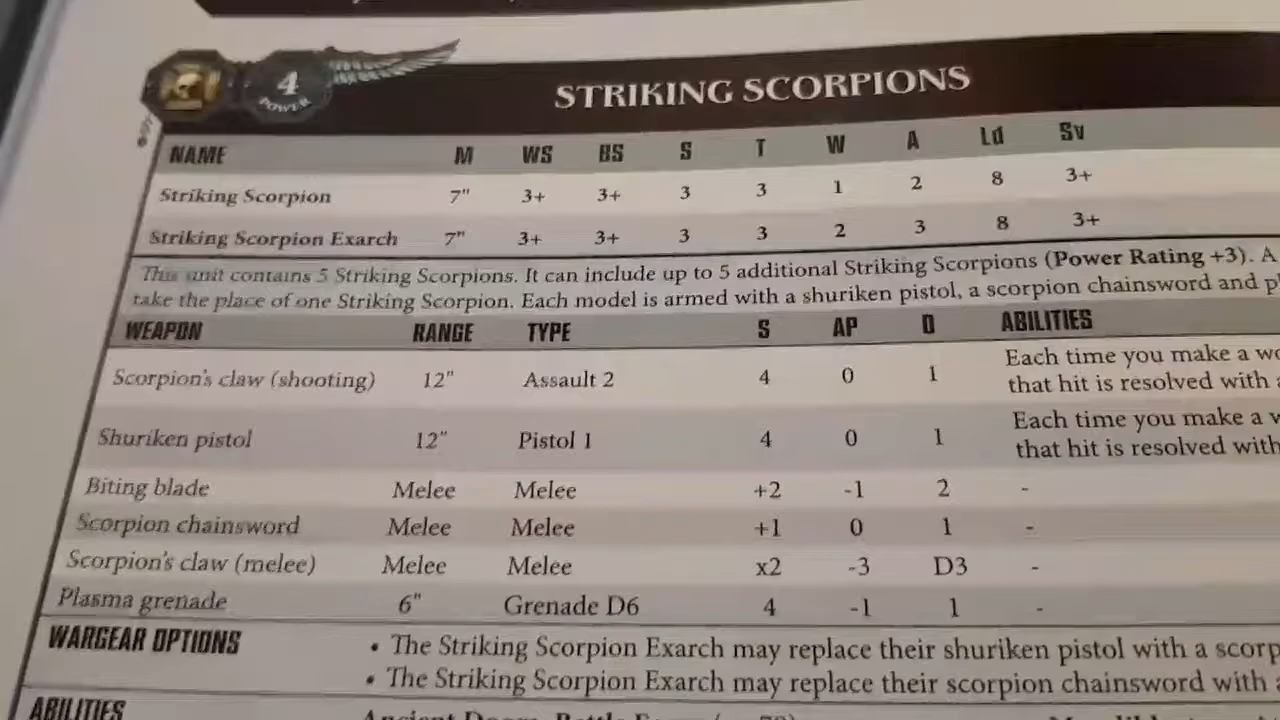 4
POWER
STRIKING SCORPIONS
NAME M WS BS S T W A Ld Sv
Striking Scorpion 7" 3+ 3+ 3 3 1 2 8 3+
Striking Scorpion Exarch 7" 3+ 3+ 3 3 2 3 8 3+
This unit contains 5 Striking Scorpions. It can include up to 5 additional Striking Scorpions (Power Rating +3). A
take the place of one Striking Scorpion. Each model is armed with a shuriken pistol, a scorpion chainsword and p
WEAPON RANGE TYPE S AP D ABILITIES
Scorpion's claw (shooting) 12" Assault 2 4 0 1 Each time you make a wo
that hit is resolved with a
Shuriken pistol 12" Pistol 1 4 0 1 Each time you make a w
that hit is resolved with
Biting blade Melee Melee +2 -1 2 -
Scorpion chainsword Melee Melee +1 0 1 -
Scorpion's claw (melee) Melee Melee x2 -3 D3 -
Plasma grenade 6" Grenade D6 4 -1 1 -
WARGEAR OPTIONS • The Striking Scorpion Exarch may replace their shuriken pistol with a scorp
• The Striking Scorpion Exarch may replace their scorpion chainsword with a
ABILITIES